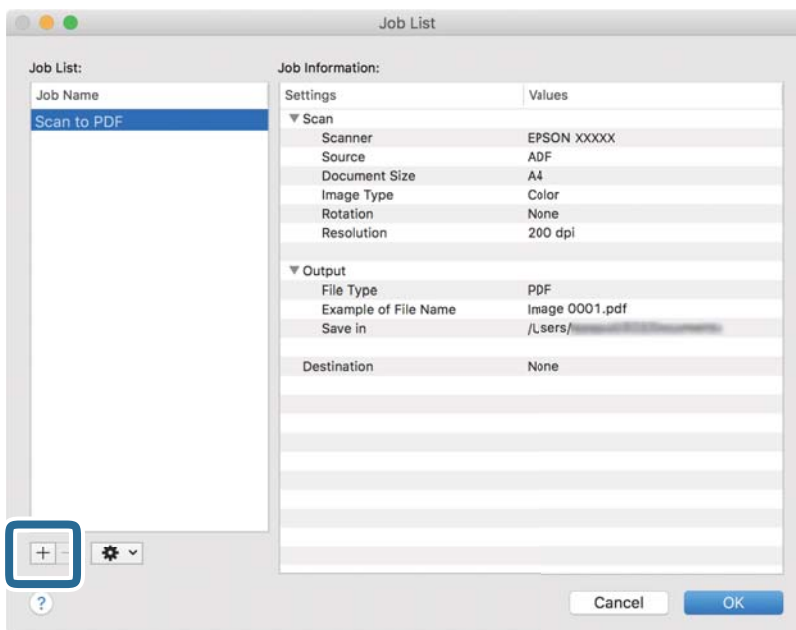 Job List
Job List:
Job Name
Scan to PDF
Job Information:
Settings Values
▼ Scan
Scanner EPSON XXXXX
Source ADF
Document Size A4
Image Type Color
Rotation None
Resolution 200 dpi
▼ Output
File Type PDF
Example of File Name Image 0001.pdf
Save in /Users/
Destination None
+ −
?
Cancel OK